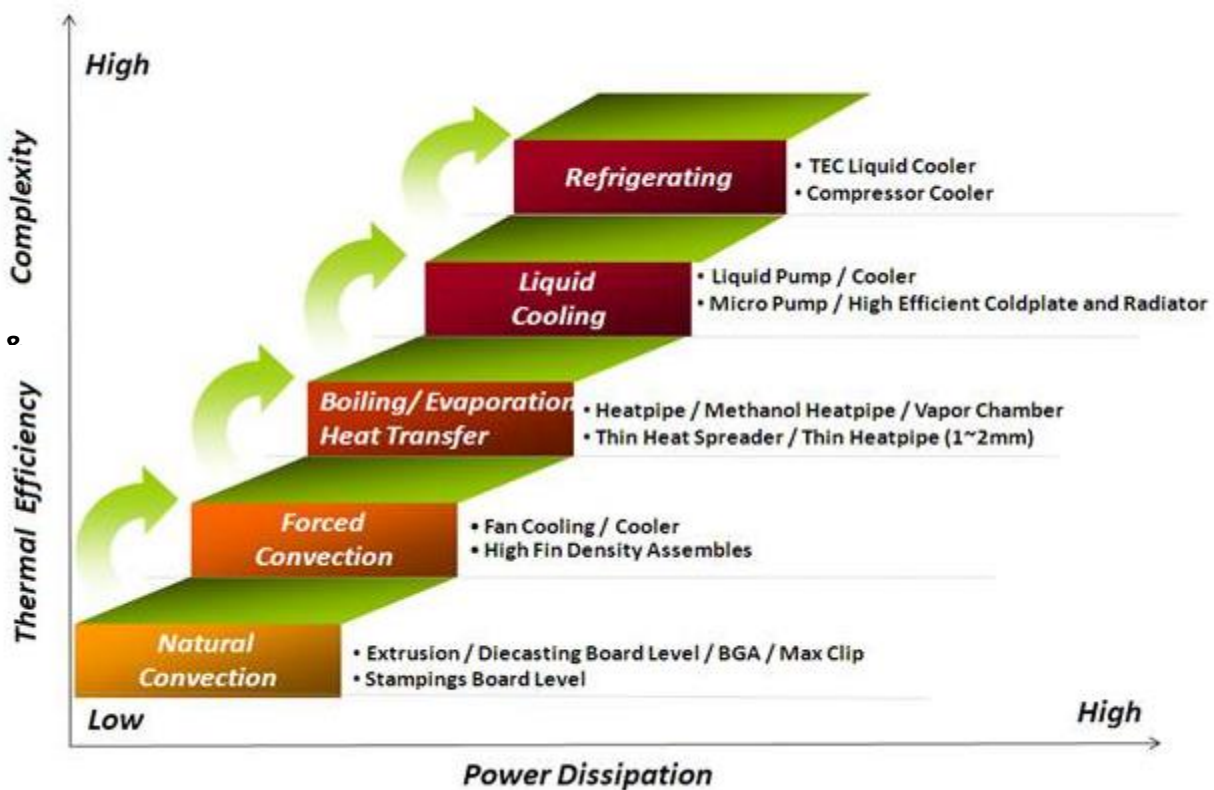 High
Complexity
Thermal Efficiency
Refrigerating
• TEC Liquid Cooler
• Compressor Cooler
Liquid
Cooling
• Liquid Pump / Cooler
• Micro Pump / High Efficient Coldplate and Radiator
Boiling/ Evaporation
Heat Transfer
• Heatpipe / Methanol Heatpipe / Vapor Chamber
• Thin Heat Spreader / Thin Heatpipe (1~2mm)
Forced
Convection
• Fan Cooling / Cooler
• High Fin Density Assembles
Natural
Convection
• Extrusion / Diecasting Board Level / BGA / Max Clip
• Stampings Board Level
Low
High
Power Dissipation